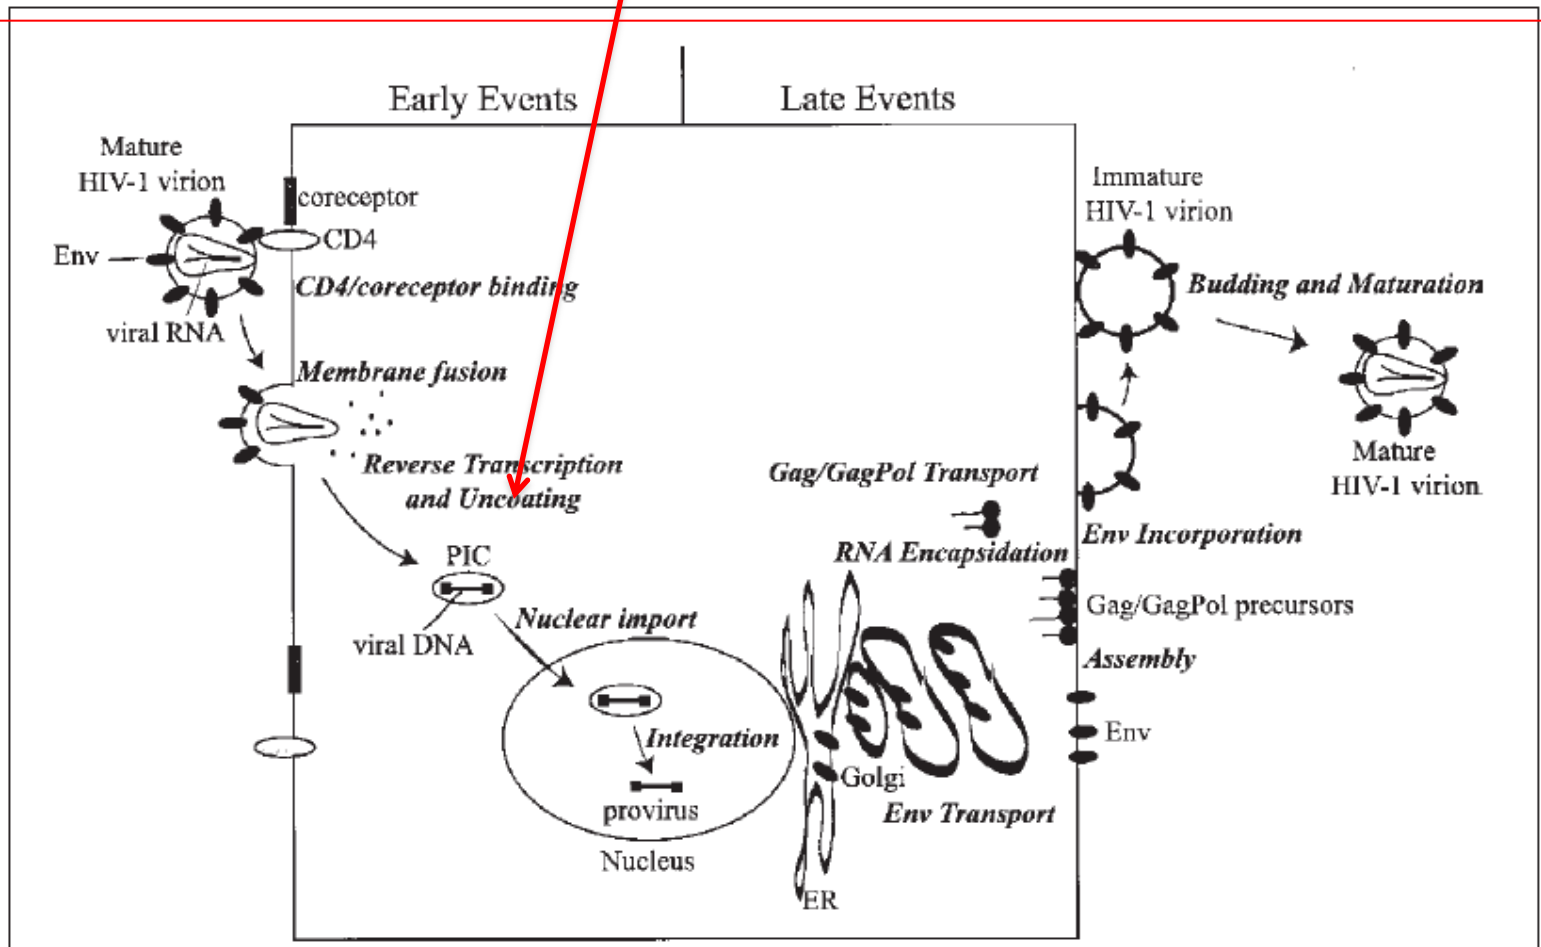 Early Events
Late Events
Mature
HIV-1 virion
coreceptor
CD4
Env
CD4/coreceptor binding
viral RNA
Membrane fusion
Reverse Transcription
and Uncoating
PIC
viral DNA
Nuclear import
Integration
provirus
Nucleus
Gag/GagPol Transport
RNA Encapsidation
Golgi
Env Transport
ER
Immature
HIV-1 virion
Budding and Maturation
Mature
HIV-1 virion
Env Incorporation
Gag/GagPol precursors
Assembly
Env